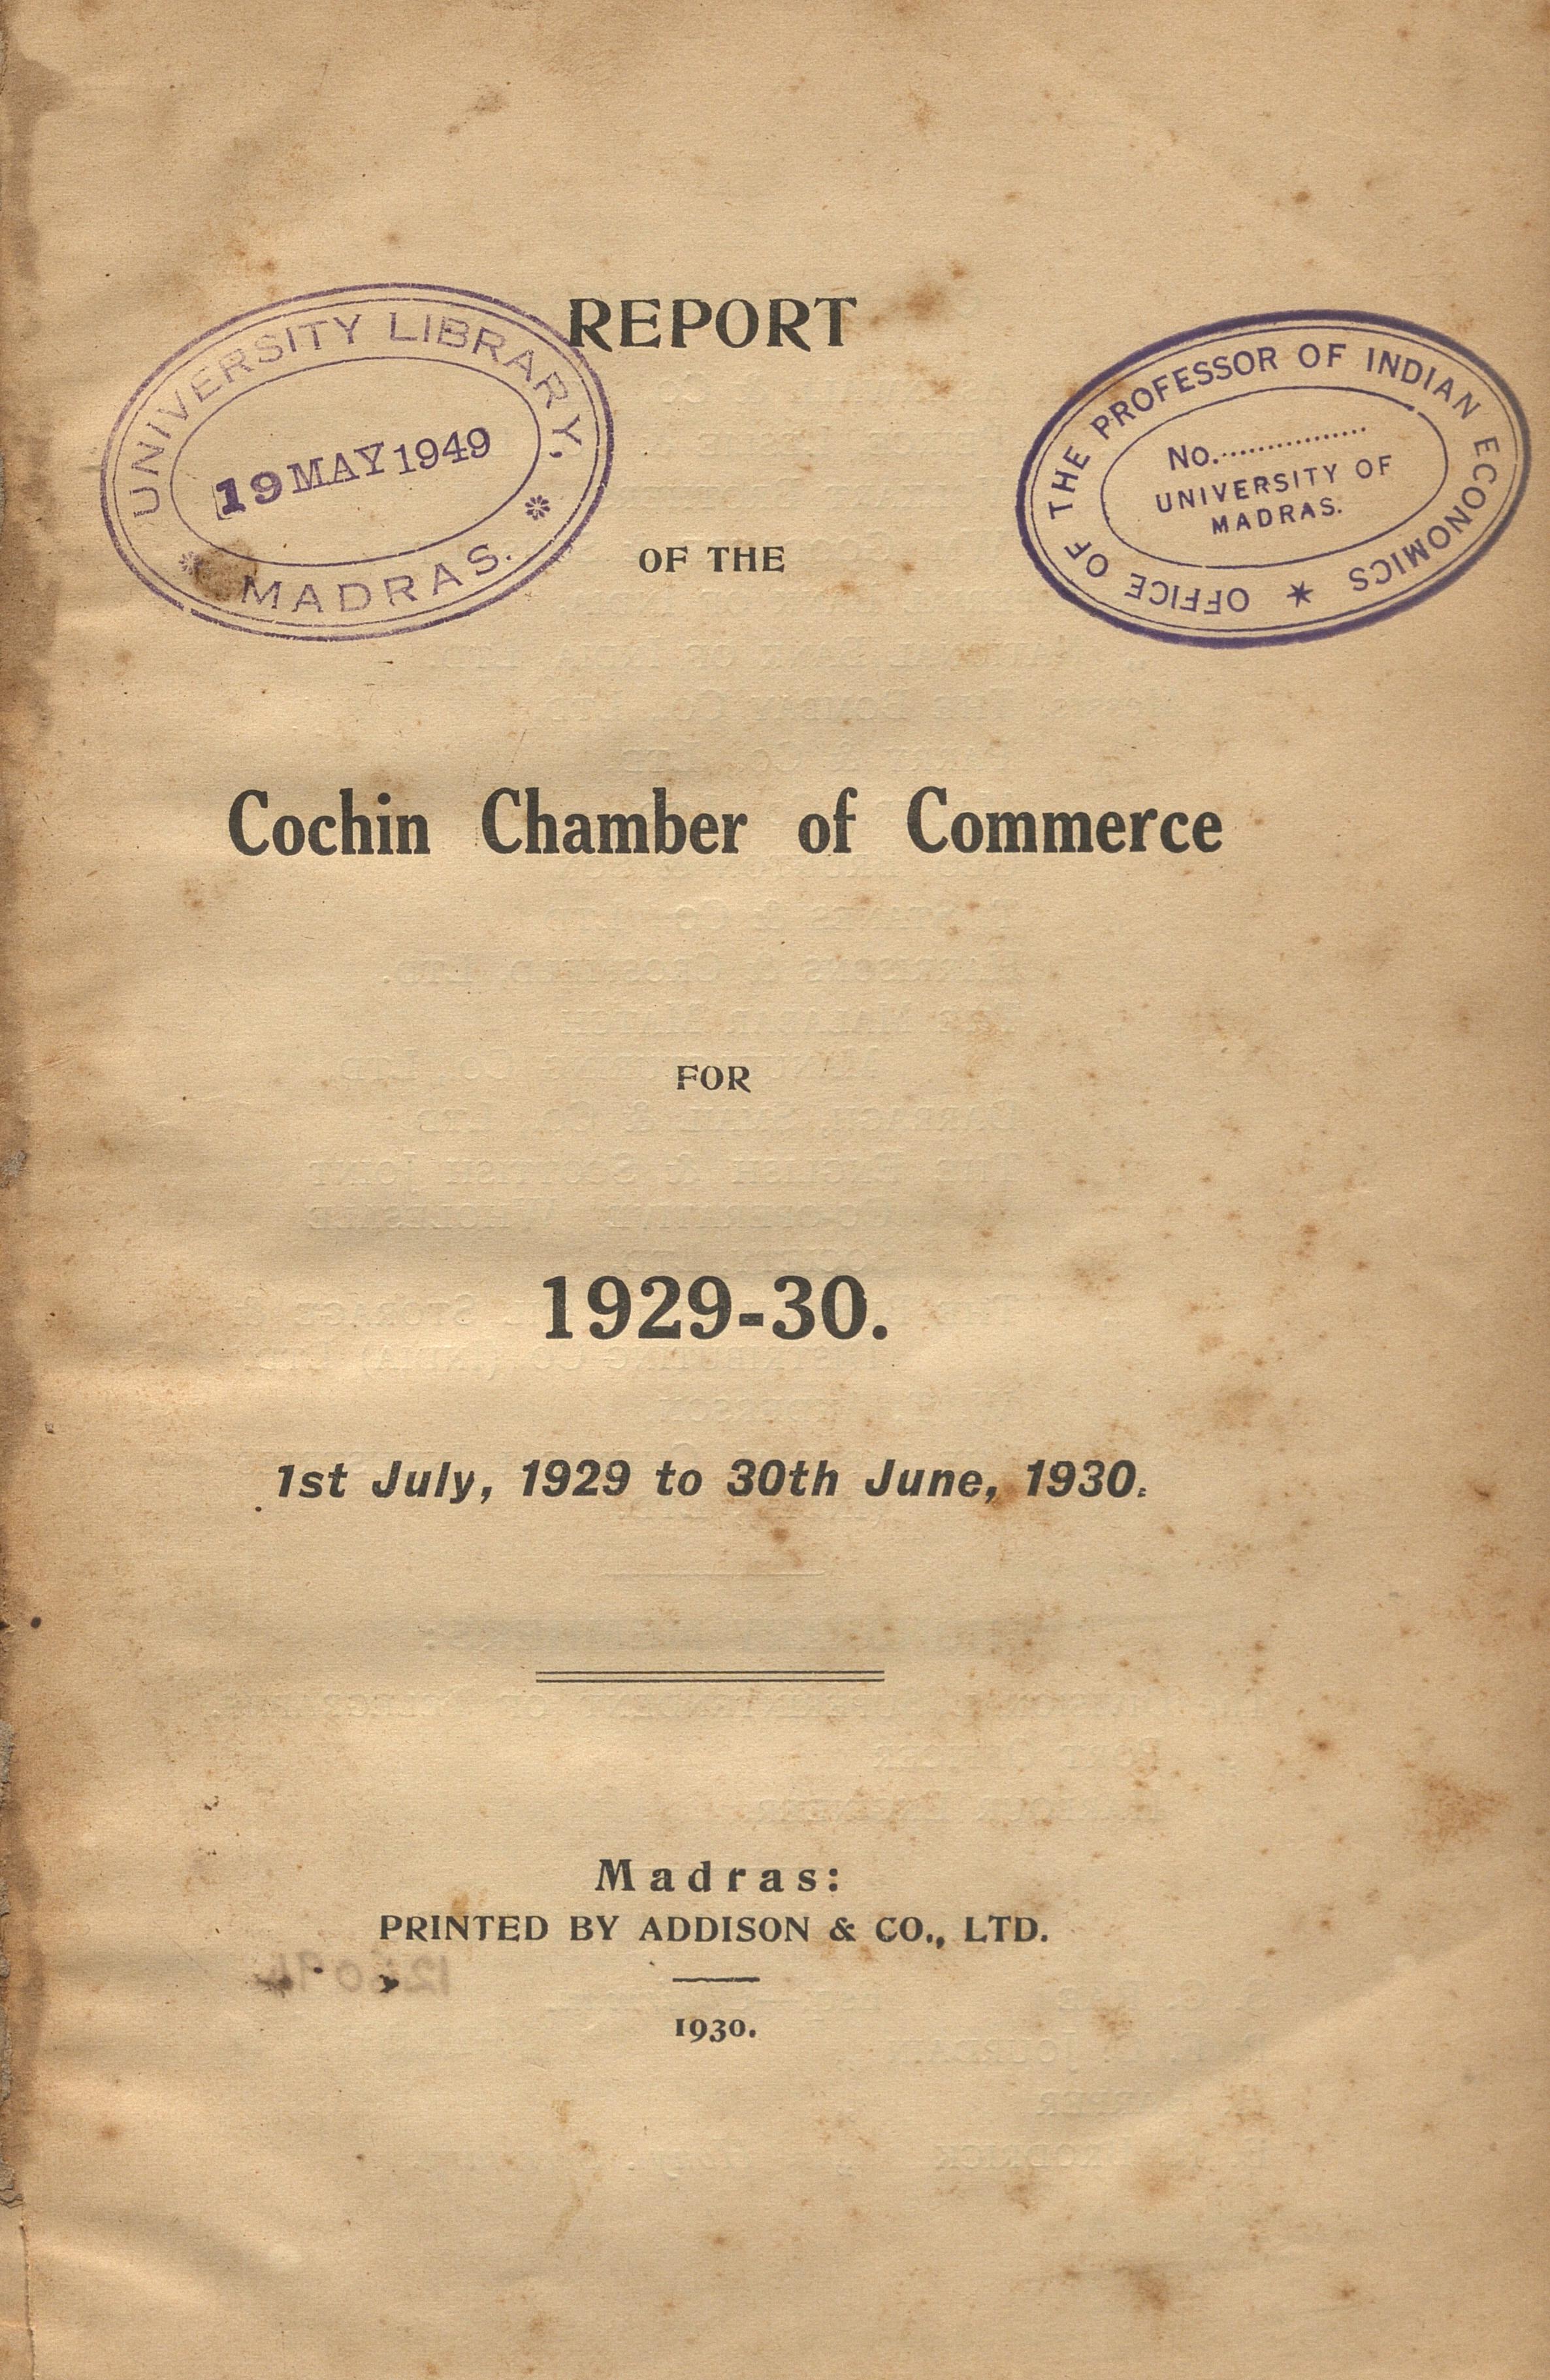 REPORT
UNIVERSITY LIBRARY,
19 MAY 1949
MADRAS.
OFFICE OF THE PROFESSOR OF INDIAN ECONOMICS
No.................
UNIVERSITY OF
MADRAS.
OF THE
Cochin Chamber of Commerce
FOR
1929-30.
1st July, 1929 to 30th June, 1930.
Madras:
PRINTED BY ADDISON & CO., LTD.
1930.